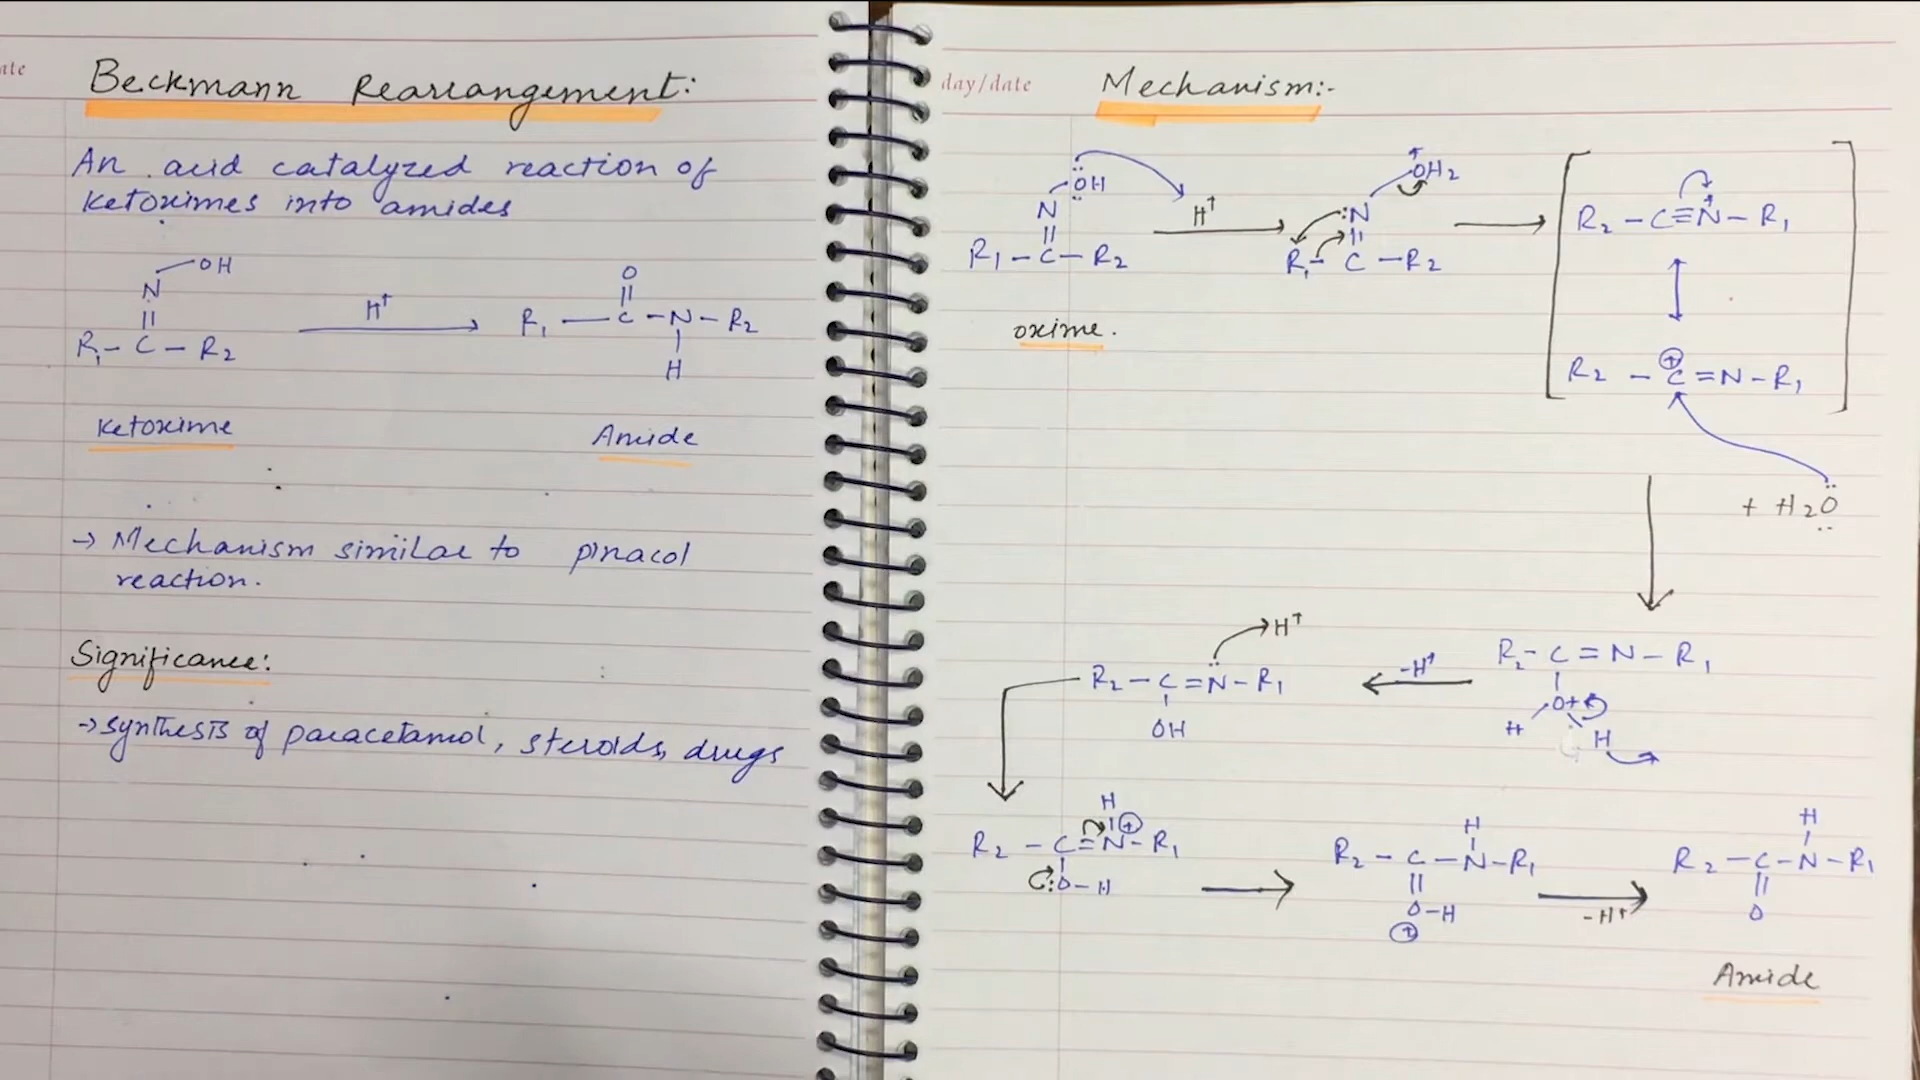 ate
Beckmann Rearrangement:
An acid catalyzed reaction of
ketoximes into amides
OH
N
R₁ - C - R₂
H⁺
O
R₁ — C - N - R₂
H
Ketoxime
Amide
→ Mechanism similar to pinacol
reaction.
Significance:
→ synthesis of paracetamol, steroids, drugs
day/date
Mechanism:-
ÖH
N
R₁ - C - R₂
oxime.
H⁺
⁺OH₂
:N
R₁ - C - R₂
R₂ - C ≡ N⁺ - R₁
R₂ - C⊕ = N - R₁
+ H₂O
R₂ - C = N - R₁
O+
H
H
-H⁺
H⁺
R₂ - C = N - R₁
OH
H
R₂ - C = N⊕ - R₁
:O - H
H
R₂ - C - N - R₁
O - H
⊕
-H⁺
H
R₂ - C - N - R₁
O
Amide